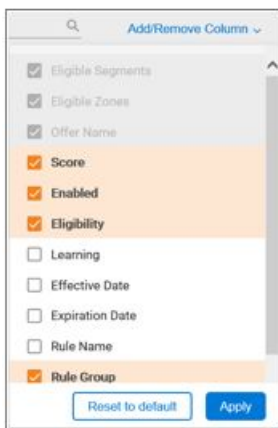 Add/Remove Column
Eligible Segments
Eligible Zones
Offer Name
Score
Enabled
Eligibility
Learning
Effective Date
Expiration Date
Rule Name
Rule Group
Reset to default Apply